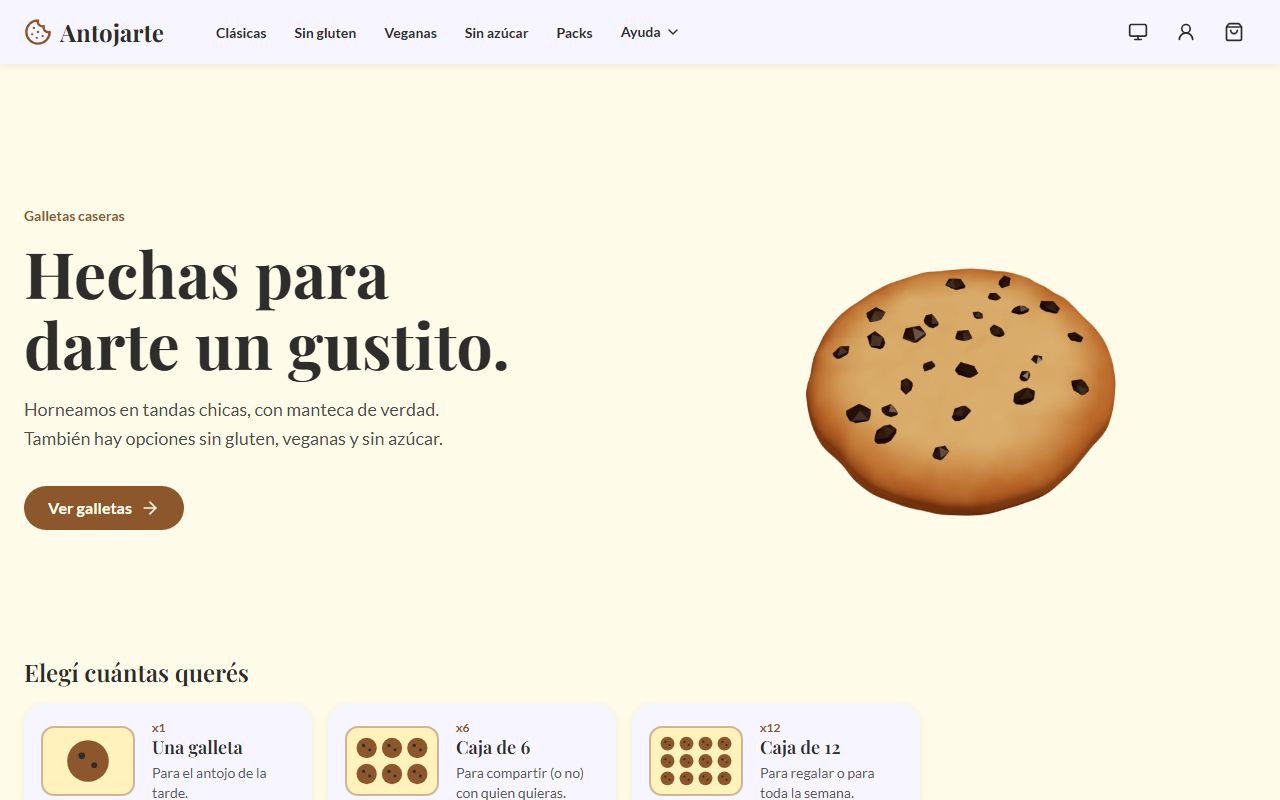 Antojarte
Clásicas
Sin gluten
Veganas
Sin azúcar
Packs
Ayuda
Galletas caseras
Hechas para
darte un gustito.
Horneamos en tandas chicas, con manteca de verdad.
También hay opciones sin gluten, veganas y sin azúcar.
Ver galletas
Elegí cuántas querés
x1
Una galleta
Para el antojo de la
tarde.
x6
Caja de 6
Para compartir (o no)
con quien quieras.
x12
Caja de 12
Para regalar o para
toda la semana.